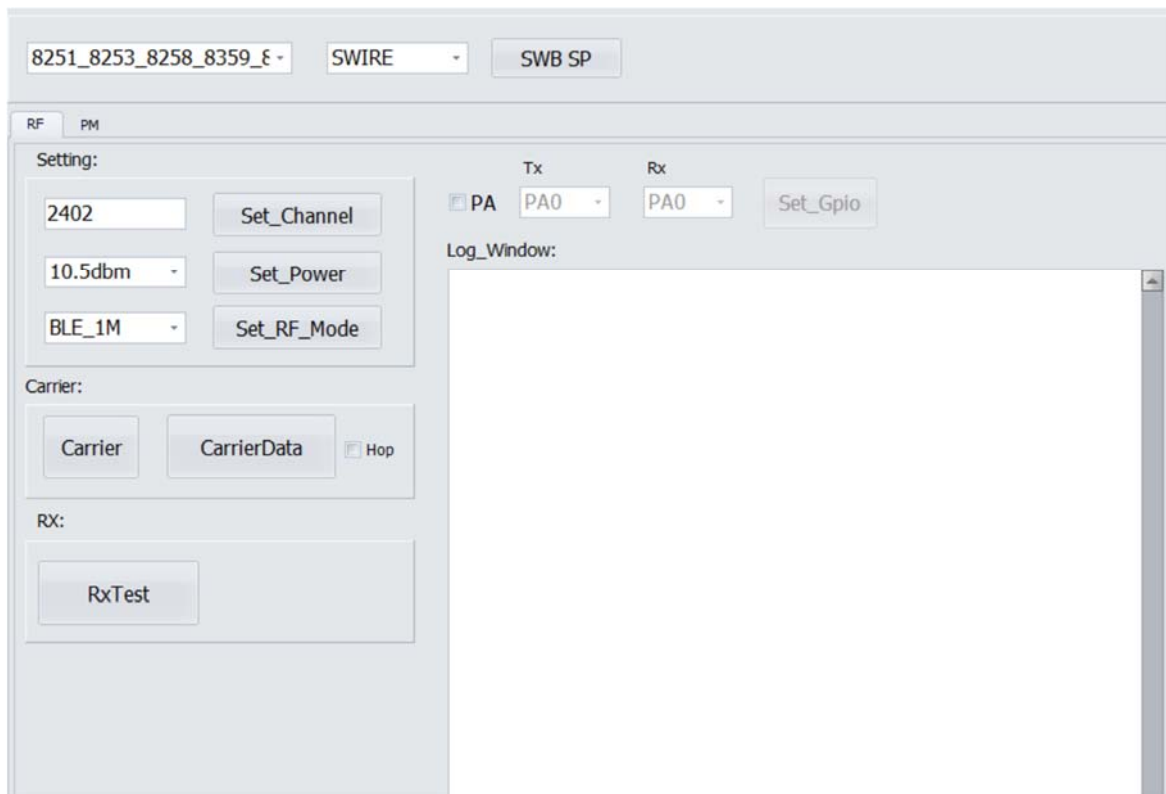 8251_8253_8258_8359_8 SWIRE SWB SP
RF PM
Setting:
2402 Set_Channel
10.5dbm Set_Power
BLE_1M Set_RF_Mode
Tx Rx
PA PA0 PA0 Set_Gpio
Log_Window:
Carrier:
Carrier CarrierData Hop
RX:
RxTest